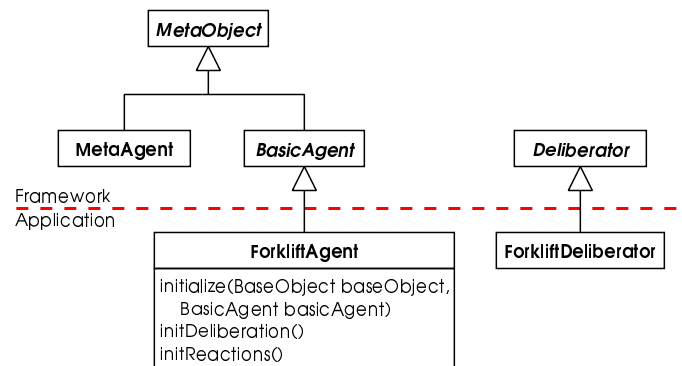 MetaObject
MetaAgent
BasicAgent
Deliberator
Framework
Application
ForkliftAgent
ForkliftDeliberator
initialize(BaseObject baseObject,
BasicAgent basicAgent)
initDeliberation()
initReactions()